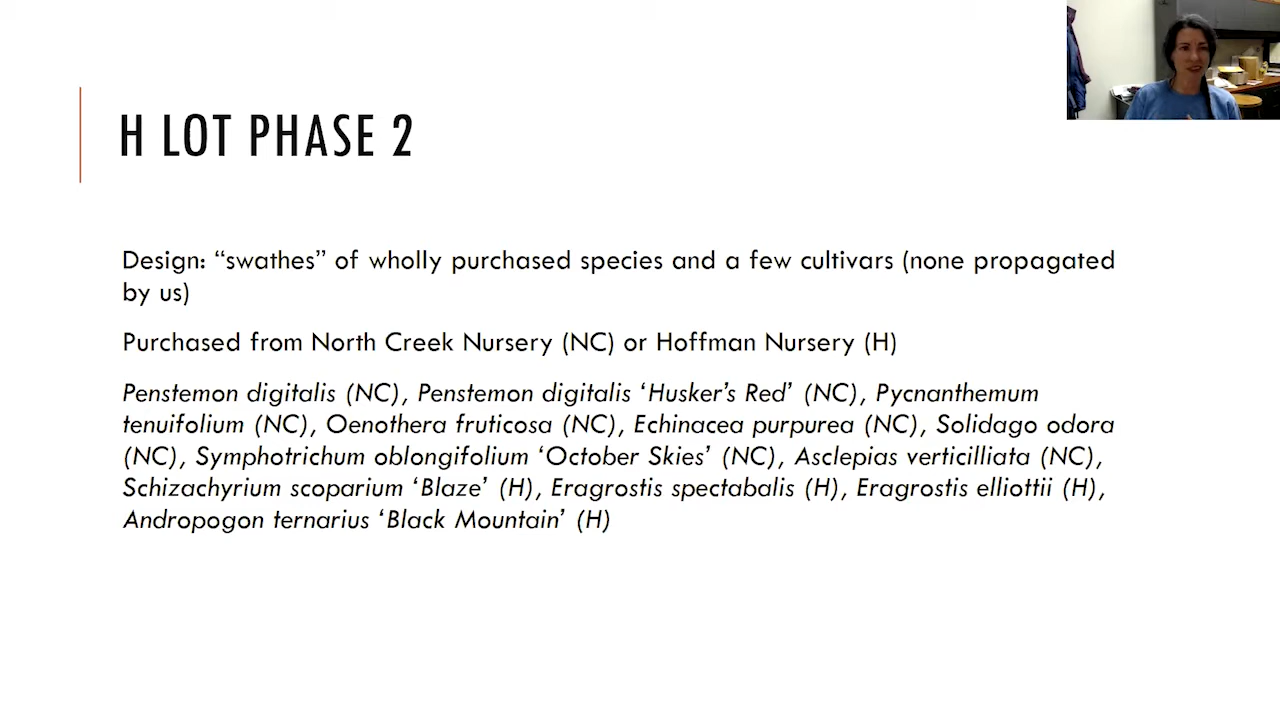 H LOT PHASE 2
Design: “swathes” of wholly purchased species and a few cultivars (none propagated
by us)
Purchased from North Creek Nursery (NC) or Hoffman Nursery (H)
Penstemon digitalis (NC), Penstemon digitalis ‘Husker’s Red’ (NC), Pycnanthemum
tenuifolium (NC), Oenothera fruticosa (NC), Echinacea purpurea (NC), Solidago odora
(NC), Symphotrichum oblongifolium ‘October Skies’ (NC), Asclepias verticilliata (NC),
Schizachyrium scoparium ‘Blaze’ (H), Eragrostis spectabalis (H), Eragrostis elliottii (H),
Andropogon ternarius ‘Black Mountain’ (H)